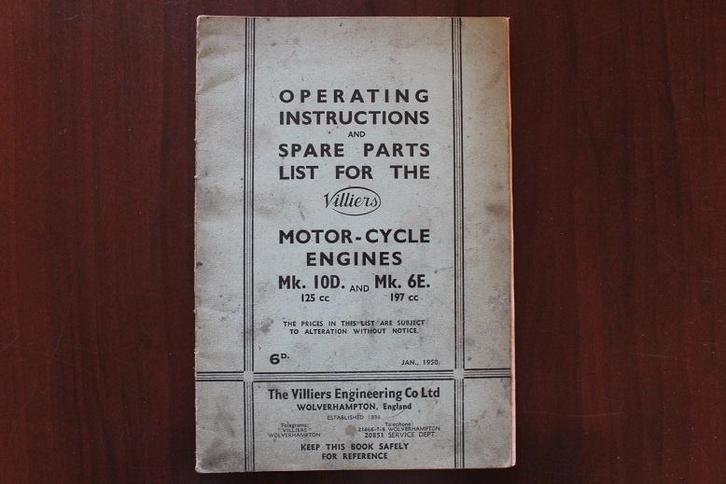 OPERATING
INSTRUCTIONS
AND
SPARE PARTS
LIST FOR THE
Villiers
MOTOR-CYCLE
ENGINES
Mk. 10D. AND Mk. 6E.
125 cc 197 cc
THE PRICES IN THIS LIST ARE SUBJECT
TO ALTERATION WITHOUT NOTICE.
6D. JAN., 1950.
The Villiers Engineering Co Ltd
WOLVERHAMPTON, England
ESTABLISHED 1898
Telegrams: Telephone:
"VILLIERS" 21666-7-8 WOLVERHAMPTON
WOLVERHAMPTON 20851 SERVICE DEPT.
KEEP THIS BOOK SAFELY
FOR REFERENCE